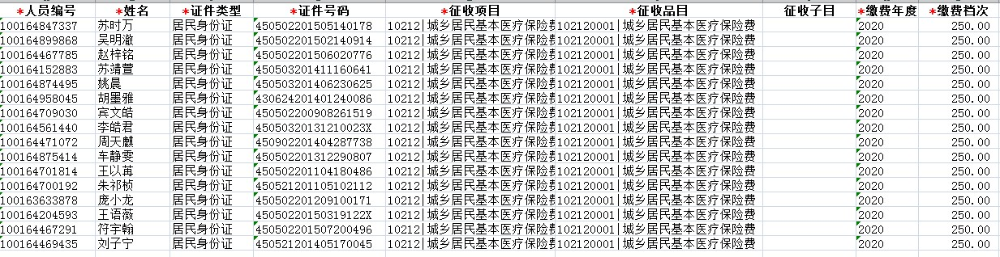 *人员编号 *姓名 *证件类型 *证件号码 *征收项目 *征收品目 征收子目 *缴费年度 *缴费档次
100164847337 苏时万 居民身份证 450502201505140178 10212|城乡居民基本医疗保险费 102120001|城乡居民基本医疗保险费 2020 250.00
100164899868 吴明澈 居民身份证 450502201502140914 10212|城乡居民基本医疗保险费 102120001|城乡居民基本医疗保险费 2020 250.00
100164467785 赵梓铭 居民身份证 450502201506020776 10212|城乡居民基本医疗保险费 102120001|城乡居民基本医疗保险费 2020 250.00
100164152883 苏靖萱 居民身份证 450503201411160641 10212|城乡居民基本医疗保险费 102120001|城乡居民基本医疗保险费 2020 250.00
100164874495 姚晨 居民身份证 450503201406230625 10212|城乡居民基本医疗保险费 102120001|城乡居民基本医疗保险费 2020 250.00
100164958045 胡墨雅 居民身份证 430624201401240086 10212|城乡居民基本医疗保险费 102120001|城乡居民基本医疗保险费 2020 250.00
100164709030 宾文皓 居民身份证 450502200908261519 10212|城乡居民基本医疗保险费 102120001|城乡居民基本医疗保险费 2020 250.00
100164561440 李皓君 居民身份证 45050320131210023X 10212|城乡居民基本医疗保险费 102120001|城乡居民基本医疗保险费 2020 250.00
100164471072 周天麒 居民身份证 450902201404287738 10212|城乡居民基本医疗保险费 102120001|城乡居民基本医疗保险费 2020 250.00
100164875414 车静雯 居民身份证 450502201312290807 10212|城乡居民基本医疗保险费 102120001|城乡居民基本医疗保险费 2020 250.00
100164701814 王以苒 居民身份证 450502201104180486 10212|城乡居民基本医疗保险费 102120001|城乡居民基本医疗保险费 2020 250.00
100164700192 朱祁桢 居民身份证 450521201105102112 10212|城乡居民基本医疗保险费 102120001|城乡居民基本医疗保险费 2020 250.00
100163633878 庞小龙 居民身份证 450502201209100171 10212|城乡居民基本医疗保险费 102120001|城乡居民基本医疗保险费 2020 250.00
100164204593 王语薇 居民身份证 45050220150319122X 10212|城乡居民基本医疗保险费 102120001|城乡居民基本医疗保险费 2020 250.00
100164467291 符宇翰 居民身份证 450502201507200496 10212|城乡居民基本医疗保险费 102120001|城乡居民基本医疗保险费 2020 250.00
100164469435 刘子宁 居民身份证 450521201405170045 10212|城乡居民基本医疗保险费 102120001|城乡居民基本医疗保险费 2020 250.00